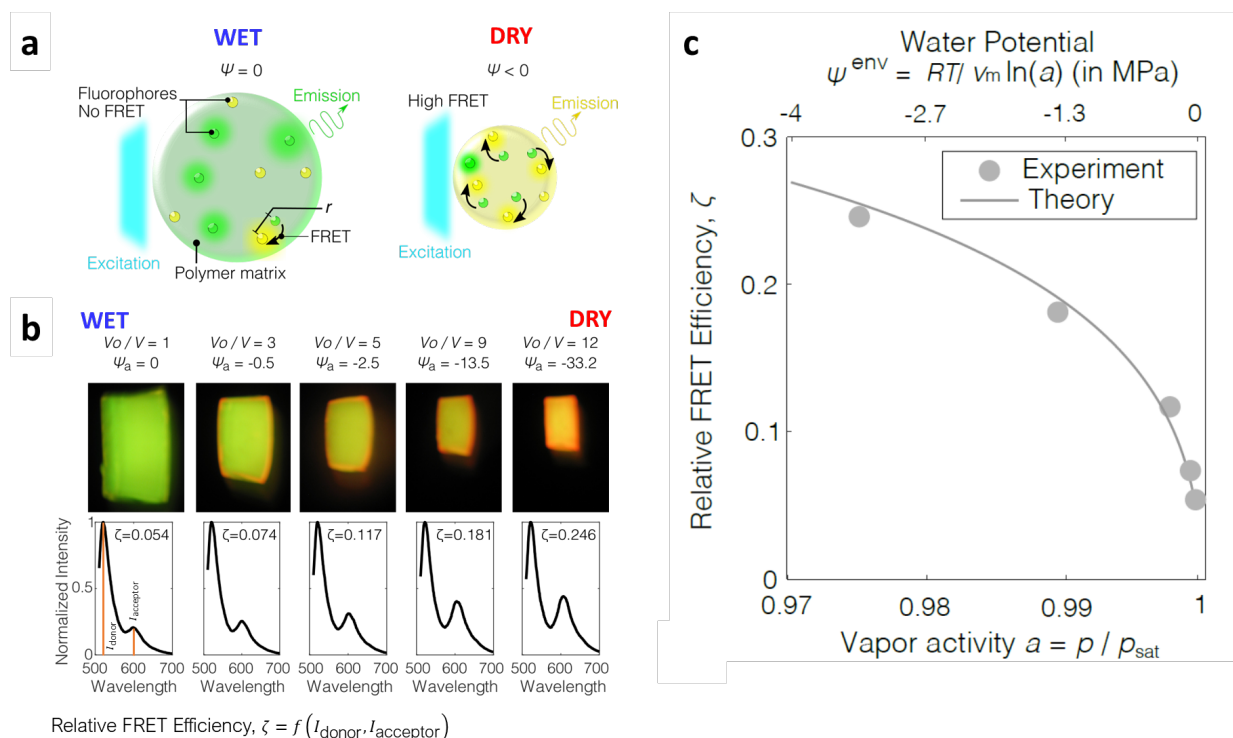 a
WET
Ψ = 0
Fluorophores
No FRET
Emission
r
FRET
Excitation
Polymer matrix
DRY
Ψ < 0
High FRET
Emission
Excitation
b
WET
DRY
Vo / V = 1
Ψa = 0
Vo / V = 3
Ψa = -0.5
Vo / V = 5
Ψa = -2.5
Vo / V = 9
Ψa = -13.5
Vo / V = 12
Ψa = -33.2
Normalized Intensity
1
0.5
0
ζ=0.054
Idonor
Iacceptor
ζ=0.074
ζ=0.117
ζ=0.181
ζ=0.246
500 600 700
500 600 700
500 600 700
500 600 700
500 600 700
Wavelength
Wavelength
Wavelength
Wavelength
Wavelength
Relative FRET Efficiency, ζ = f (Idonor, Iacceptor)
c
Water Potential
Ψ env = RT/ vm ln(a) (in MPa)
-4 -2.7 -1.3 0
Experiment
Theory
Relative FRET Efficiency, ζ
0.3
0.2
0.1
0
0.97 0.98 0.99 1
Vapor activity a = p / psat